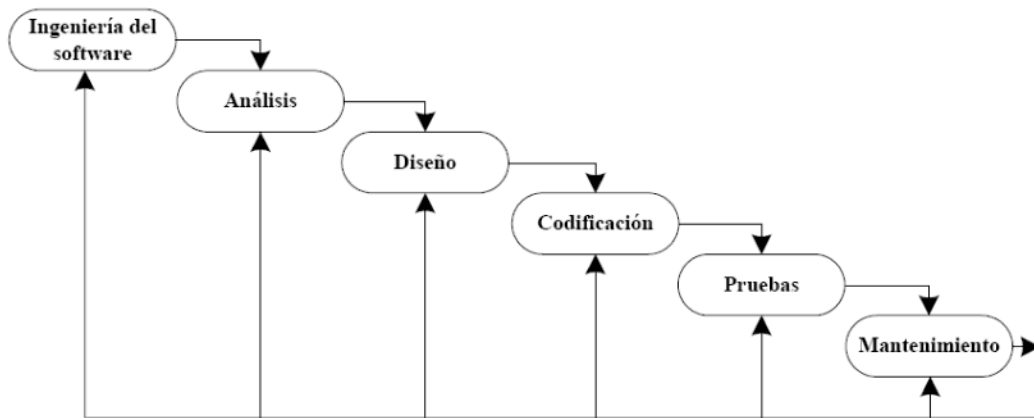 Ingeniería del
software
Análisis
Diseño
Codificación
Pruebas
Mantenimiento